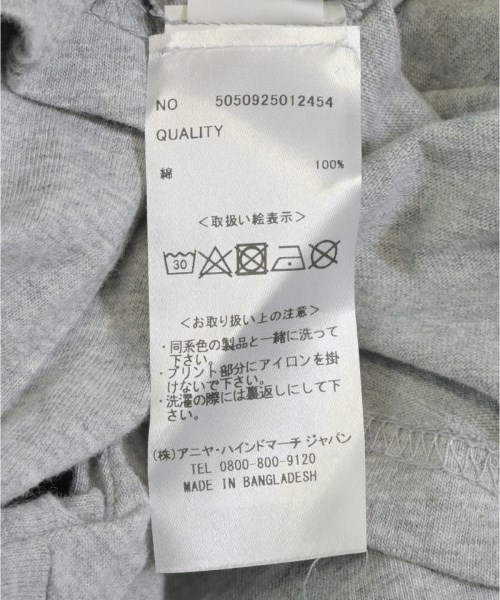 NO 5050925012454
QUALITY
綿 100%
＜取扱い絵表示＞
30
＜お取り扱い上の注意＞
・同系色の製品と一緒に洗って
下さい。
・プリント部分にアイロンを掛
けないで下さい。
・洗濯の際には裏返しにして下
さい。
(株)アニヤ・ハインドマーチ ジャパン
TEL 0800-800-9120
MADE IN BANGLADESH